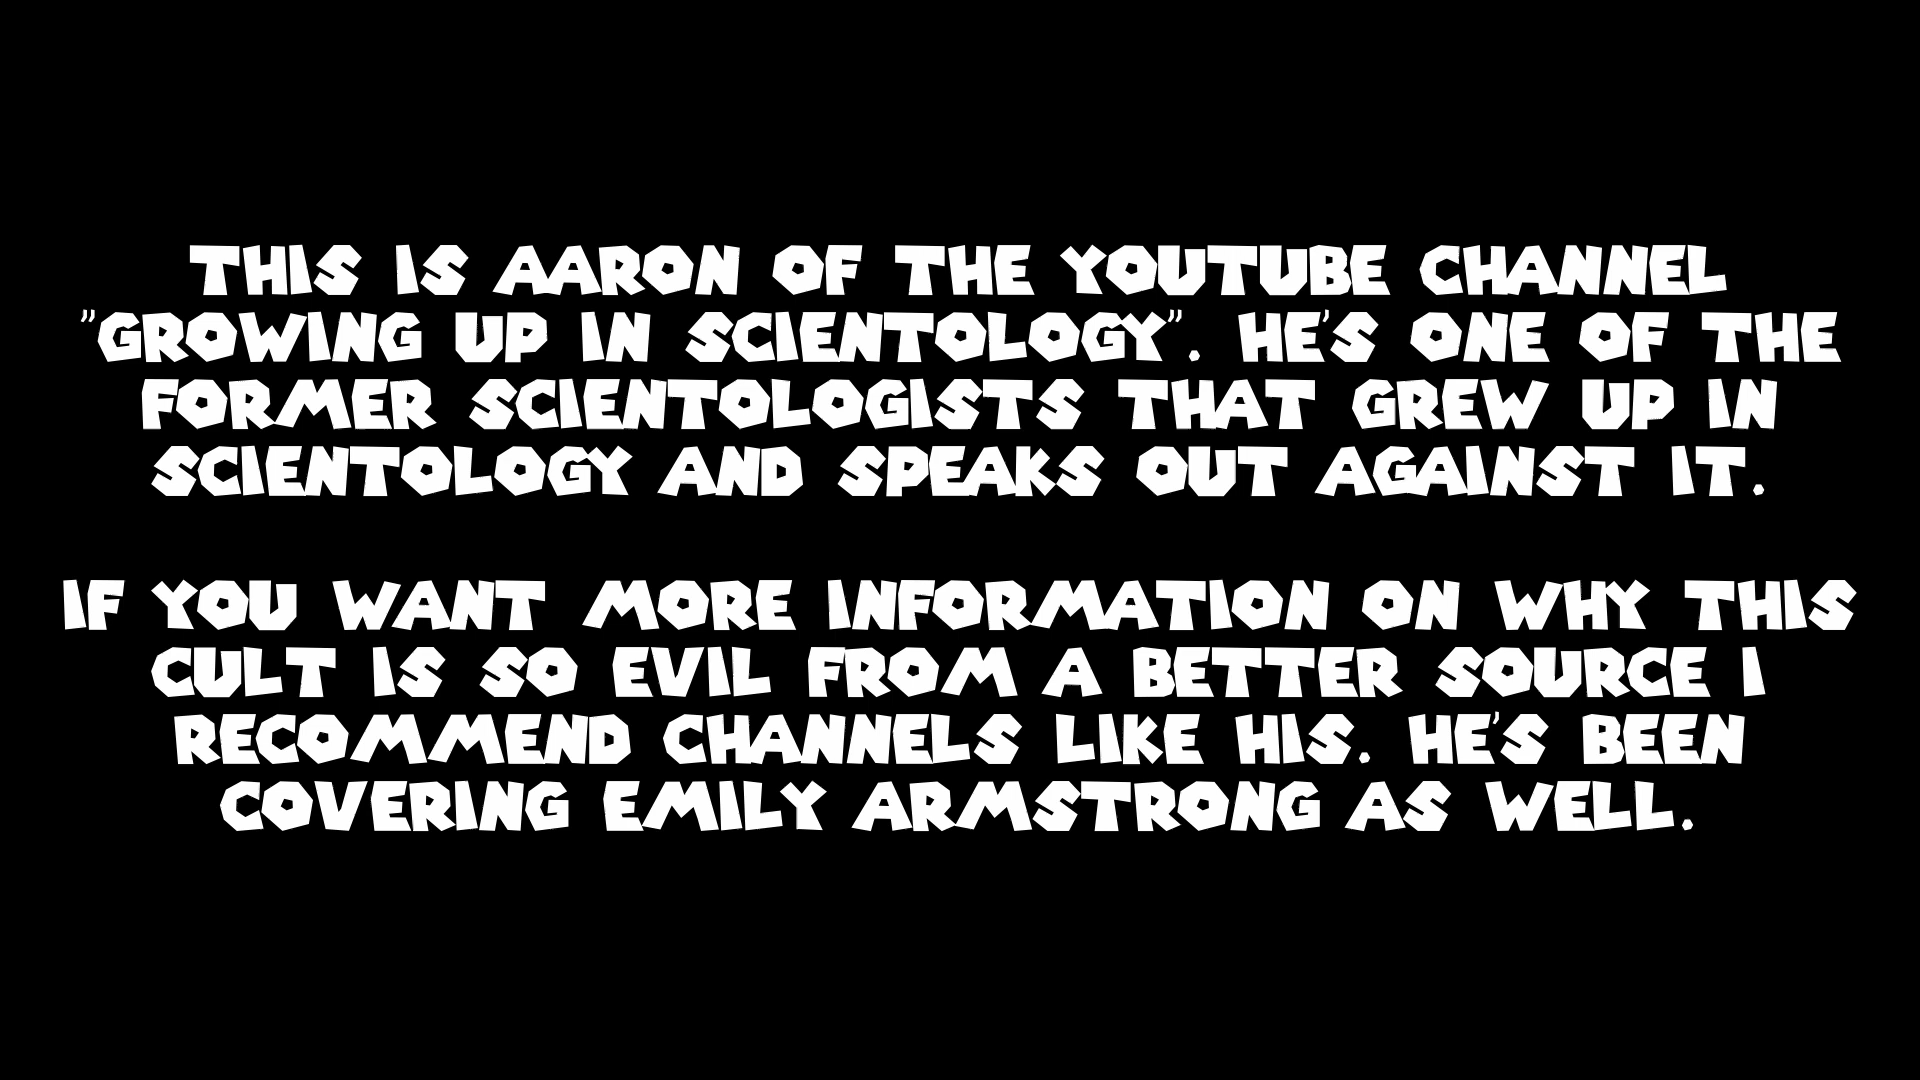 THIS IS AARON OF THE YOUTUBE CHANNEL
"GROWING UP IN SCIENTOLOGY". HE'S ONE OF THE
FORMER SCIENTOLOGISTS THAT GREW UP IN
SCIENTOLOGY AND SPEAKS OUT AGAINST IT.
IF YOU WANT MORE INFORMATION ON WHY THIS
CULT IS SO EVIL FROM A BETTER SOURCE I
RECOMMEND CHANNELS LIKE HIS. HE'S BEEN
COVERING EMILY ARMSTRONG AS WELL.